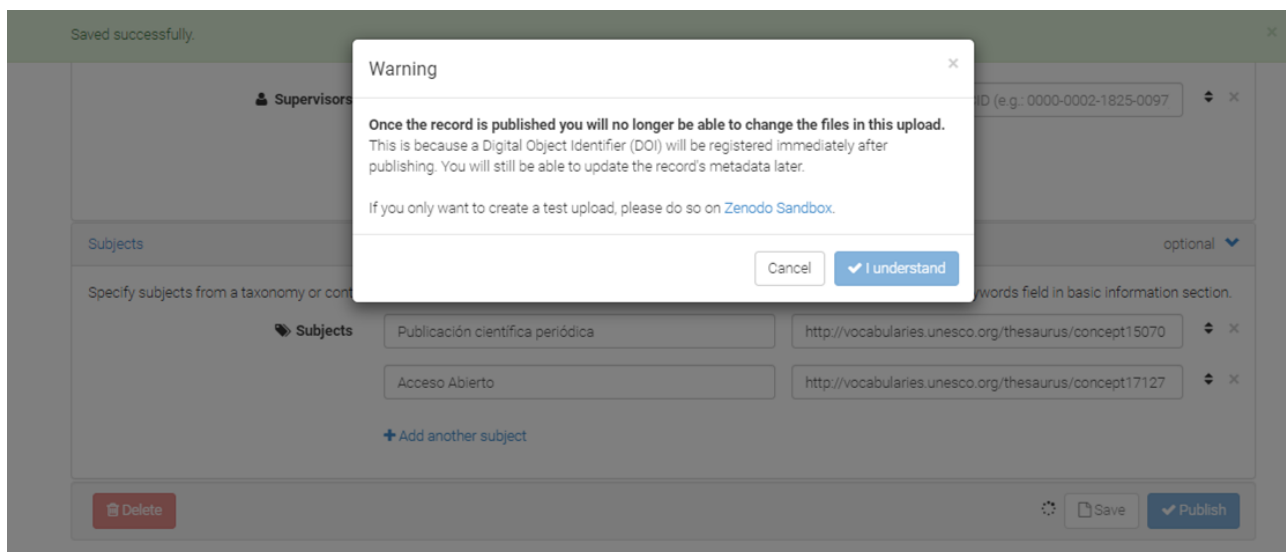 Saved successfully.
×
Warning
×
Supervisors
ID (e.g.: 0000-0002-1825-0097
×
Once the record is published you will no longer be able to change the files in this upload.
This is because a Digital Object Identifier (DOI) will be registered immediately after
publishing. You will still be able to update the record's metadata later.
If you only want to create a test upload, please do so on Zenodo Sandbox.
Subjects
optional
Cancel
I understand
Specify subjects from a taxonomy or cont
ywords field in basic information section.
Subjects
Publicación científica periódica
http://vocabularies.unesco.org/thesaurus/concept15070
×
Acceso Abierto
http://vocabularies.unesco.org/thesaurus/concept17127
×
+ Add another subject
Delete
Save
Publish